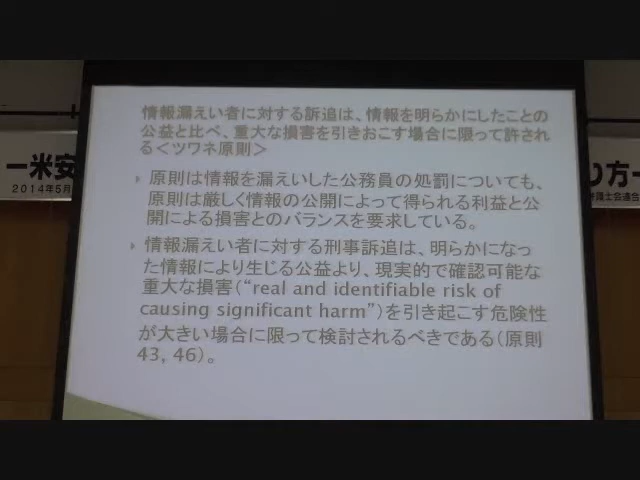 情報漏えい者に対する訴追は、情報を明らかにしたことの
公益と比べ、重大な損害を引きおこす場合に限って許され
る＜ツワネ原則＞
原則は情報を漏えいした公務員の処罰についても、
原則は厳しく情報の公開によって得られる利益と公
開による損害とのバランスを要求している。
情報漏えい者に対する刑事訴追は、明らかになっ
た情報により生じる公益より、現実的で確認可能な
重大な損害(“real and identifiable risk of
causing significant harm”)を引き起こす危険性
が大きい場合に限って検討されるべきである(原則
43, 46)。
ー米安
2014年5月
り方ー
護士会連合